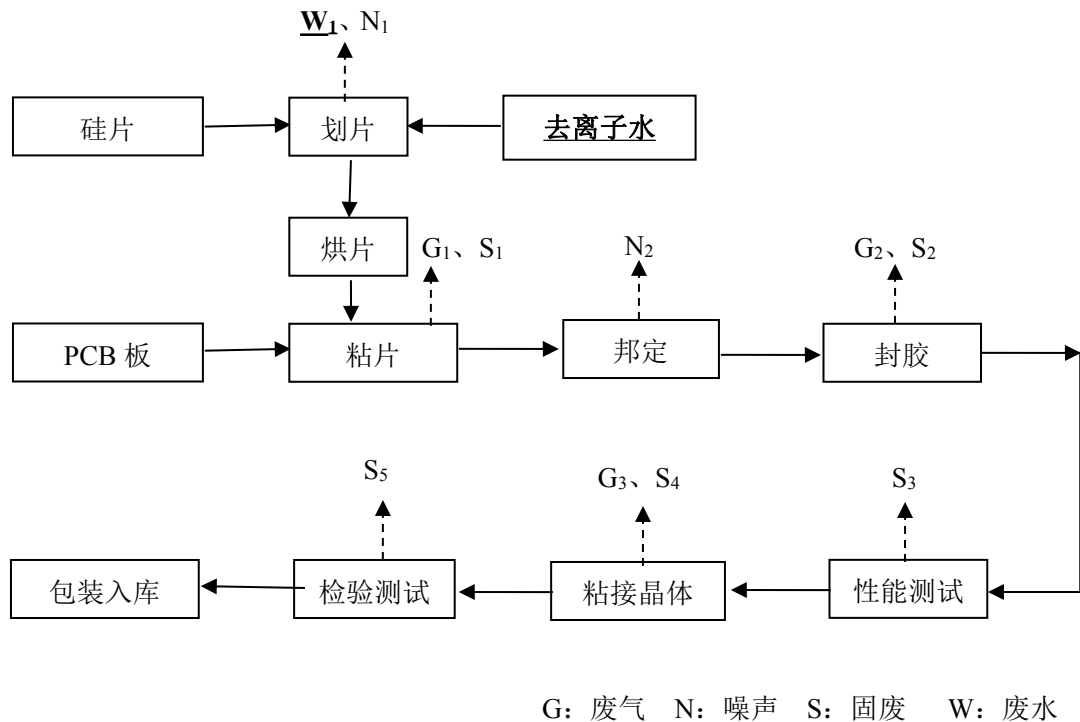 W₁、N₁
硅片
划片
去离子水
烘片
G₁、S₁
N₂
G₂、S₂
PCB 板
粘片
邦定
封胶
S₅
G₃、S₄
S₃
包装入库
检验测试
粘接晶体
性能测试
G：废气 N：噪声 S：固废 W：废水